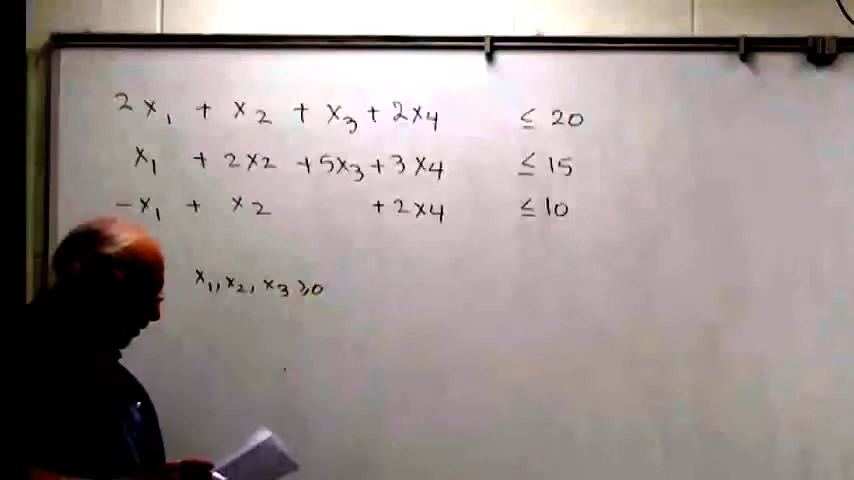 2x₁ + x₂ + x₃ + 2x₄ ≤ 20
x₁ + 2x₂ + 5x₃ + 3x₄ ≤ 15
-x₁ + x₂ + 2x₄ ≤ 10
x₁, x₂, x₃ ≥ 0